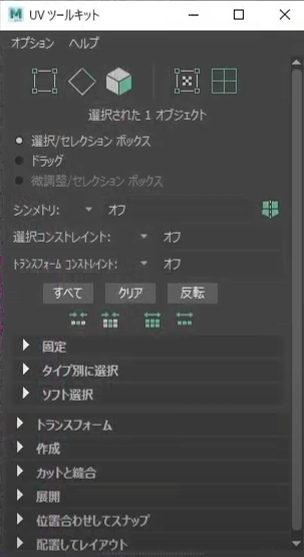 M UV ツールキット
オプション ヘルプ
選択された 1 オブジェクト
選択/セレクション ボックス
ドラッグ
微調整/セレクション ボックス
シンメトリ: オフ
選択コンストレイント: オフ
トランスフォーム コンストレイント: オフ
すべて クリア 反転
固定
タイプ別に選択
ソフト選択
トランスフォーム
作成
カットと縫合
展開
位置合わせしてスナップ
配置してレイアウト